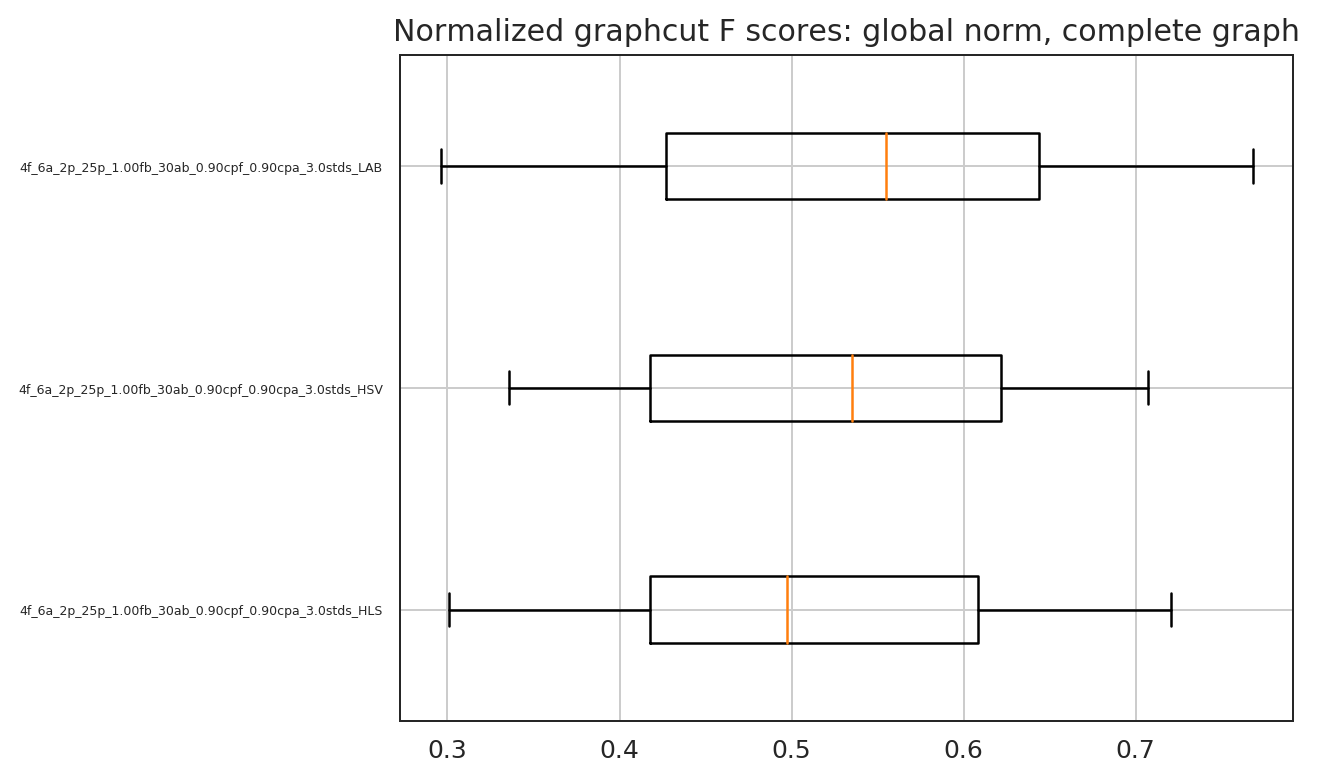 Normalized graphcut F scores: global norm, complete graph
4f_6a_2p_25p_1.00fb_30ab_0.90cpf_0.90cpa_3.0stds_LAB
4f_6a_2p_25p_1.00fb_30ab_0.90cpf_0.90cpa_3.0stds_HSV
4f_6a_2p_25p_1.00fb_30ab_0.90cpf_0.90cpa_3.0stds_HLS
0.3 0.4 0.5 0.6 0.7